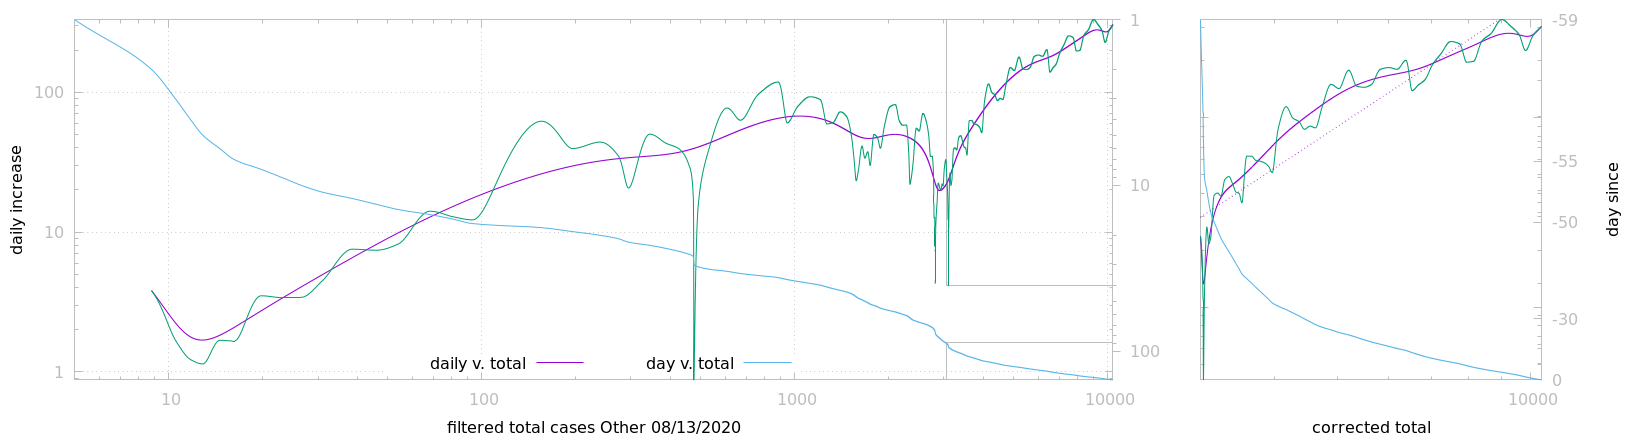 daily increase
100
10
1
10
100
1000
10000
1
10
100
daily v. total
day v. total
filtered total cases Other 08/13/2020
-59
-55
-50
-30
0
day since
10000
corrected total